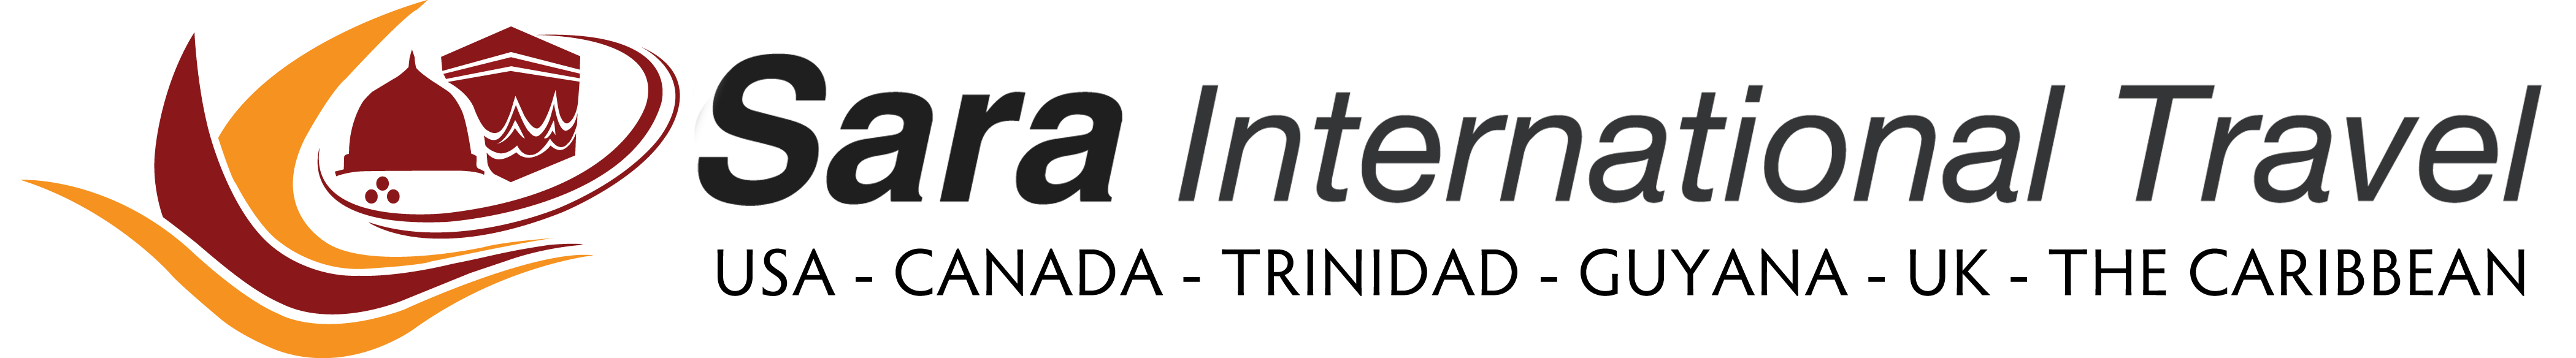 Sara International Travel
USA - CANADA - TRINIDAD - GUYANA - UK - THE CARIBBEAN